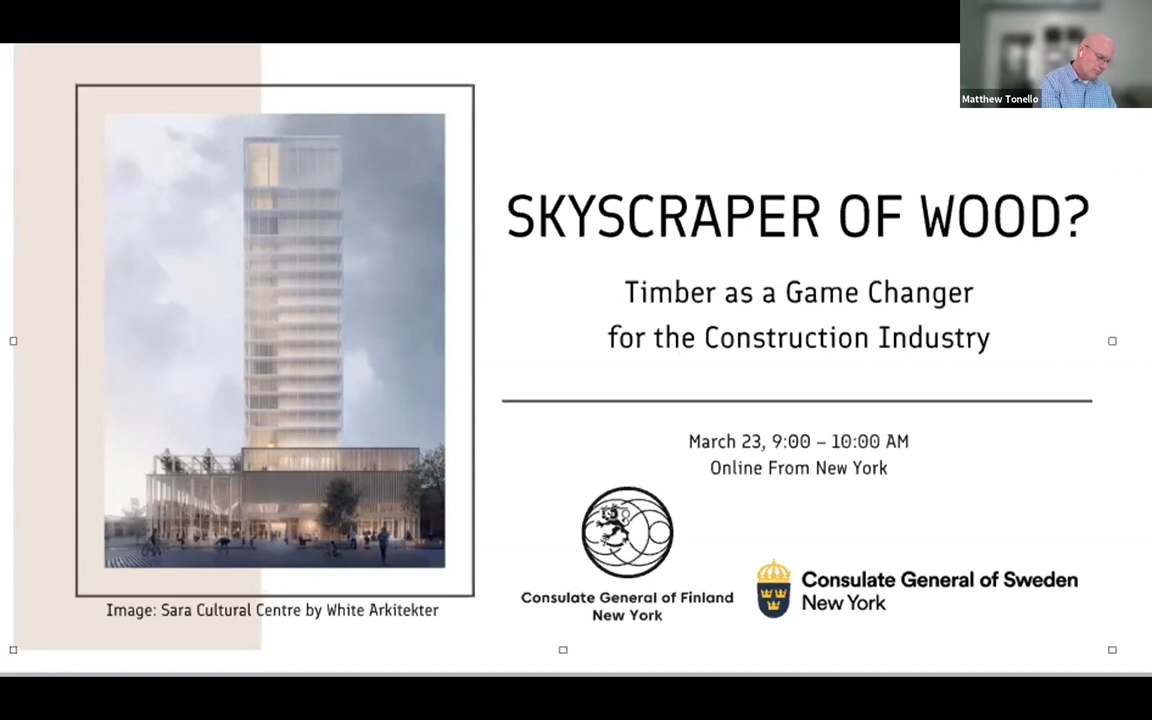 Matthew Tonello
SKYSCRAPER OF WOOD?
Timber as a Game Changer
for the Construction Industry
March 23, 9:00 – 10:00 AM
Online From New York
Consulate General of Finland
New York
Consulate General of Sweden
New York
Image: Sara Cultural Centre by White Arkitekter